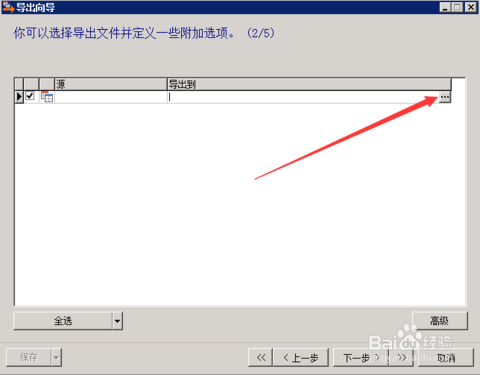 导出向导
你可以选择导出文件并定义一些附加选项。 (2/5)
源 导出到
全选 高级
保存 << < 上一步 下一步 > >> 取消
Baidu经验